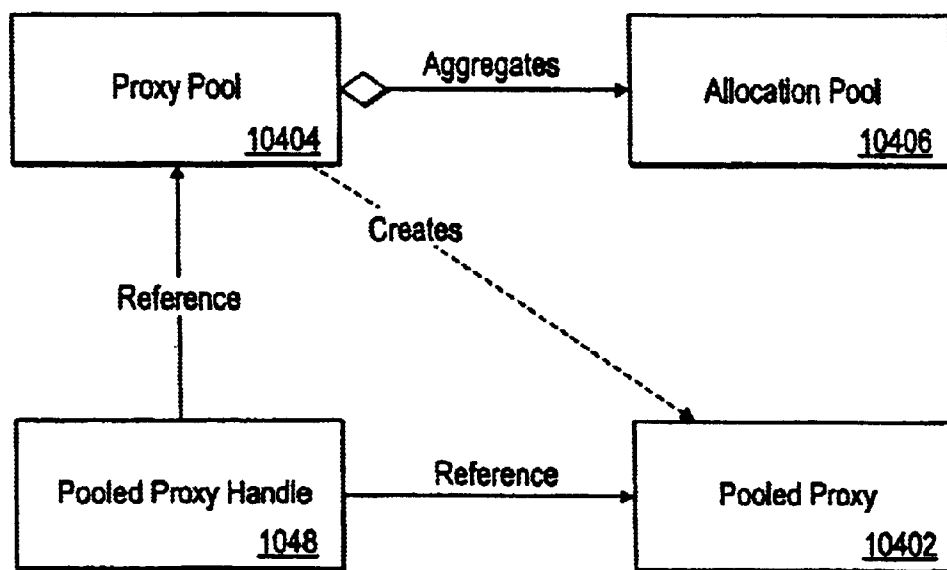 Proxy Pool
10404
Aggregates
Allocation Pool
10406
Creates
Reference
Pooled Proxy Handle
1048
Reference
Pooled Proxy
10402